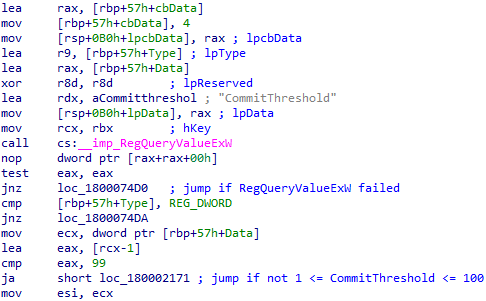 lea     rax, [rbp+57h+cbData]
mov     [rbp+57h+cbData], 4
mov     [rsp+0B0h+lpcbData], rax ; lpcbData
lea     r9, [rbp+57h+Type] ; lpType
lea     rax, [rbp+57h+Data]
xor     r8d, r8d        ; lpReserved
lea     rdx, aCommitthreshol ; "CommitThreshold"
mov     [rsp+0B0h+lpData], rax ; lpData
mov     rcx, rbx        ; hKey
call    cs:__imp_RegQueryValueExW
nop     dword ptr [rax+rax+00h]
test    eax, eax
jnz     loc_1800074D0   ; jump if RegQueryValueExW failed
cmp     [rbp+57h+Type], REG_DWORD
jnz     loc_1800074DA
mov     ecx, dword ptr [rbp+57h+Data]
lea     eax, [rcx-1]
cmp     eax, 99
ja      short loc_180002171 ; jump if not 1 <= CommitThreshold <= 100
mov     esi, ecx